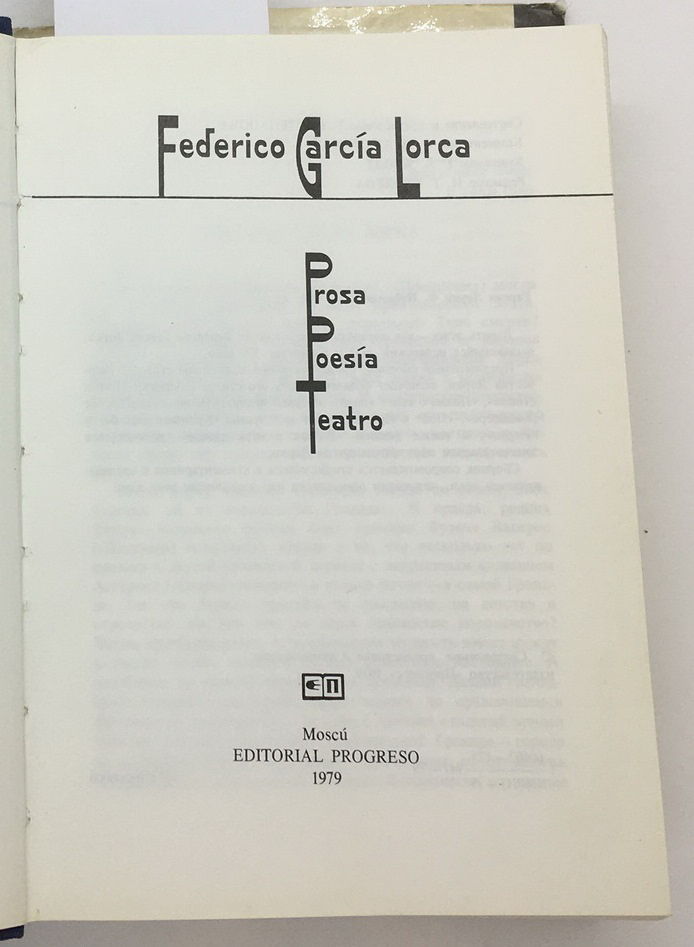 Federico García Lorca
Prosa
Poesía
Teatro
Moscú
EDITORIAL PROGRESO
1979